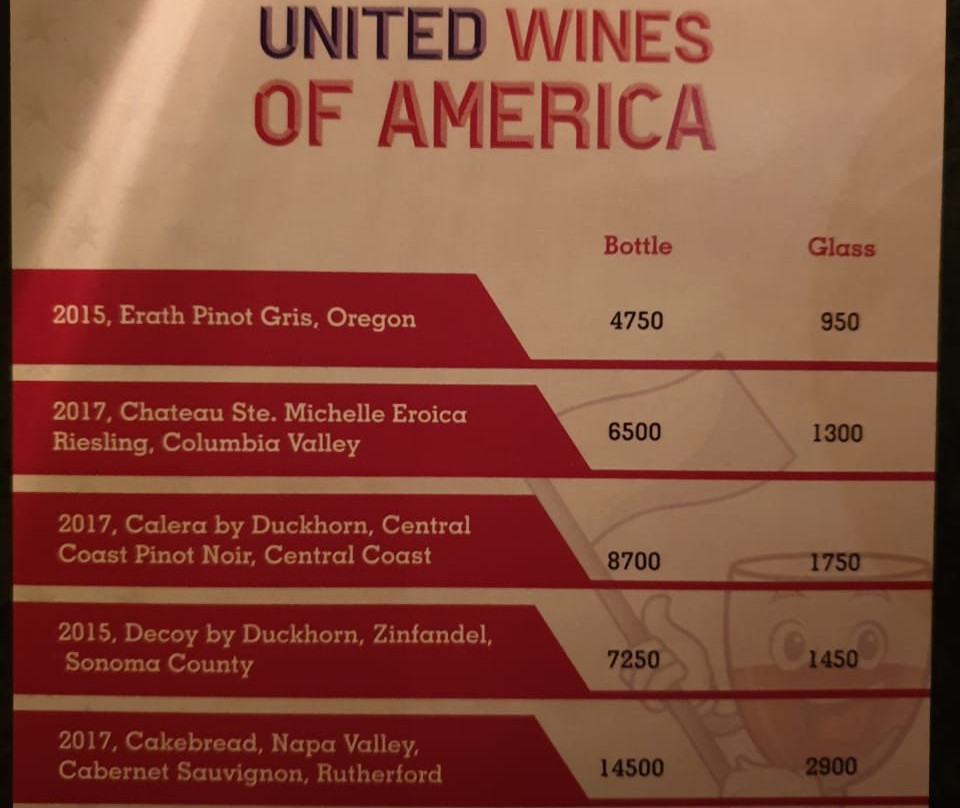 UNITED WINES
OF AMERICA
Bottle Glass
2015, Erath Pinot Gris, Oregon 4750 950
2017, Chateau Ste. Michelle Eroica
Riesling, Columbia Valley 6500 1300
2017, Calera by Duckhorn, Central
Coast Pinot Noir, Central Coast 8700 1750
2015, Decoy by Duckhorn, Zinfandel,
Sonoma County 7250 1450
2017, Cakebread, Napa Valley,
Cabernet Sauvignon, Rutherford 14500 2900